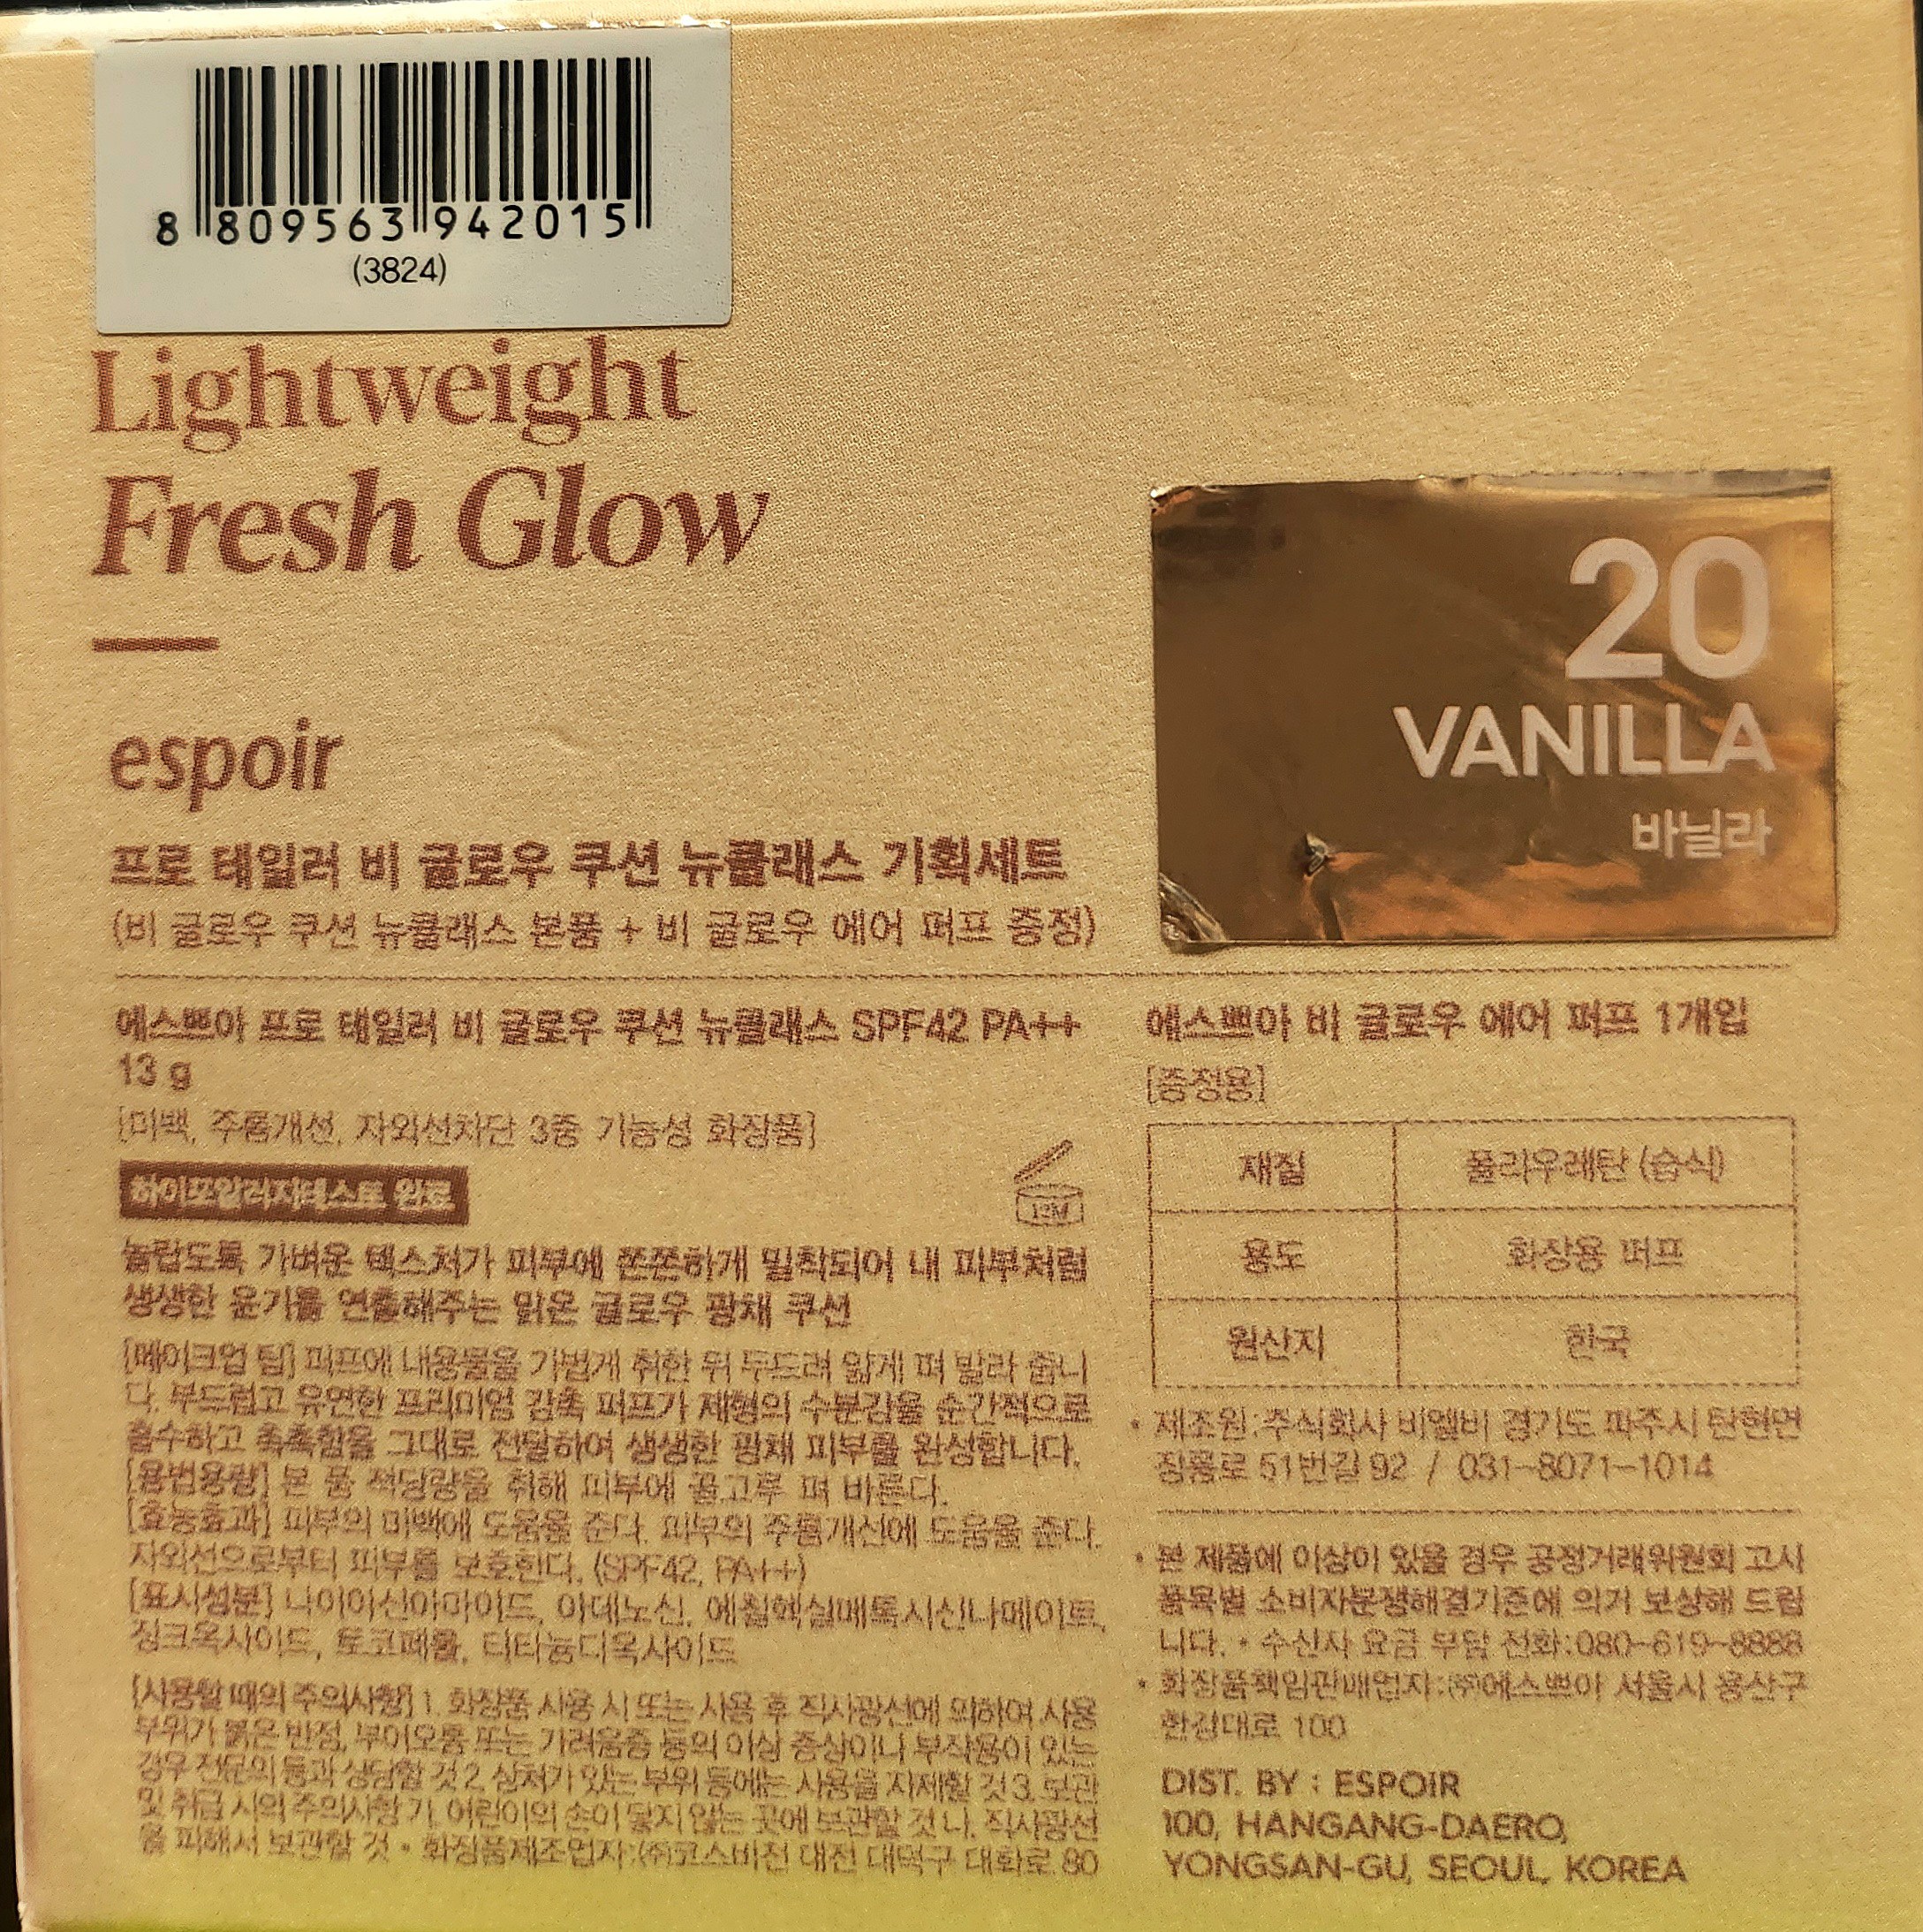 8 809563 942015
(3824)
Lightweight
Fresh Glow
20
VANILLA
바닐라
espoir
프로 테일러 비 글로우 쿠션 뉴클래스 기획세트
(비 글로우 쿠션 뉴클래스 본품 + 비 글로우 에어 퍼프 증정)
에스쁘아 프로 테일러 비 글로우 쿠션 뉴클래스 SPF42 PA++
13 g
[미백, 주름개선, 자외선차단 3중 기능성 화장품]
하이포알러지테스트 완료
12M
놀랍도록 가벼운 텍스처가 피부에 쫀쫀하게 밀착되어 내 피부처럼
생생한 윤기를 연출해주는 맑은 글로우 광채 쿠션
[메이크업 팁] 퍼프에 내용물을 가볍게 취한 뒤 두드려 얇게 펴 발라 줍니
다. 부드럽고 유연한 프리미엄 감촉 퍼프가 제형의 수분감을 순간적으로
흡수하고 촉촉함을 그대로 전달하여 생생한 광채 피부를 완성합니다.
[용법용량] 본 품 적당량을 취해 피부에 골고루 펴 바른다.
[효능효과] 피부의 미백에 도움을 준다. 피부의 주름개선에 도움을 준다.
자외선으로부터 피부를 보호한다. (SPF42, PA++)
[표시성분] 나이아신아마이드, 아데노신, 에칠헥실메톡시신나메이트,
징크옥사이드, 토코페롤, 티타늄디옥사이드
[사용할 때의 주의사항] 1. 화장품 사용 시 또는 사용 후 직사광선에 의하여 사용
부위가 붉은 반점, 부어오름 또는 가려움증 등의 이상 증상이나 부작용이 있는
경우 전문의 등과 상담할 것 2. 상처가 있는 부위 등에는 사용을 자제할 것 3. 보관
및 취급 시의 주의사항 가. 어린이의 손이 닿지 않는 곳에 보관할 것 나. 직사광선
을 피해서 보관할 것 • 화장품제조업자:㈜코스비전 대전 대덕구 대화로 80
에스쁘아 비 글로우 에어 퍼프 1개입
[증정용]
재질 폴리우레탄 (습식)
용도 화장용 퍼프
원산지 한국
• 제조원:주식회사 비엘비 경기도 파주시 탄현면
장릉로 51번길 92 / 031-8071-1014
• 본 제품에 이상이 있을 경우 공정거래위원회 고시
품목별 소비자분쟁해결기준에 의거 보상해 드립
니다. • 수신자 요금 부담 전화:080-619-8888
• 화장품책임판매업자:㈜에스쁘아 서울시 용산구
한강대로 100
DIST. BY : ESPOIR
100, HANGANG-DAERO,
YONGSAN-GU, SEOUL, KOREA